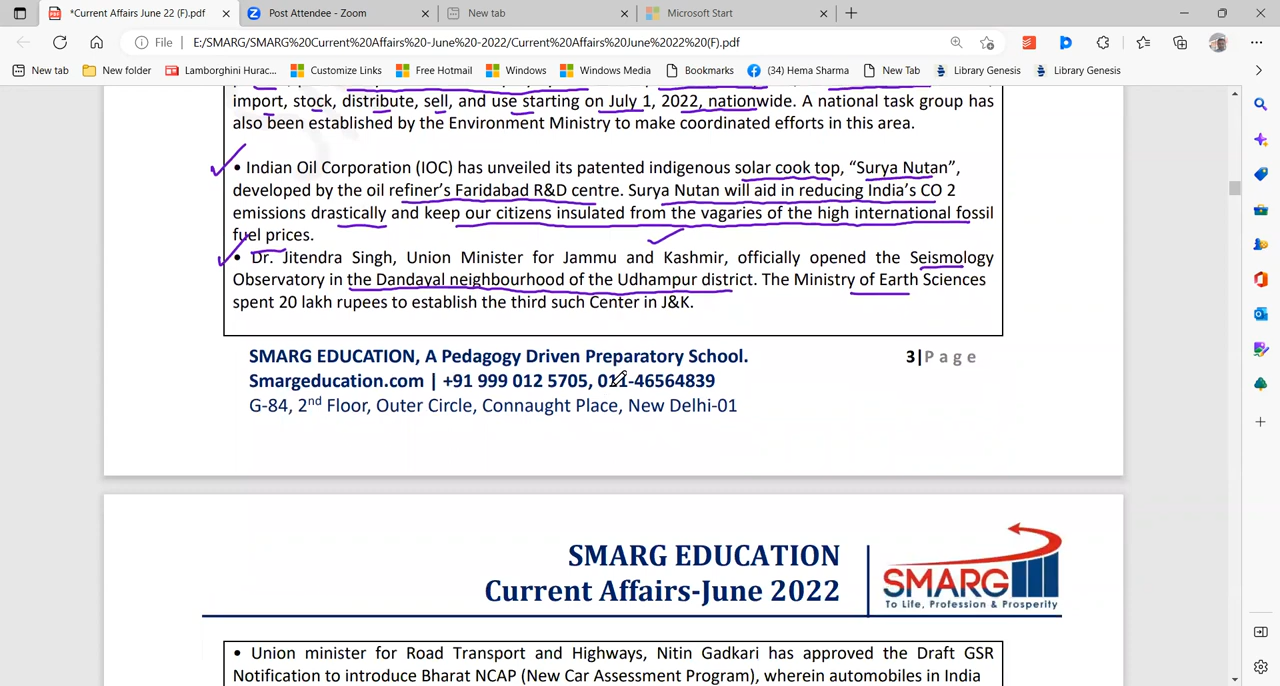 *Current Affairs June 22 (F).pdf
Post Attendee - Zoom
New tab
Microsoft Start
File
E:/SMARG/SMARG%20Current%20Affairs%20-June%20-2022/Current%20Affairs%20June%2022%20(F).pdf
New tab
New folder
Lamborghini Hurac...
Customize Links
Free Hotmail
Windows
Windows Media
Bookmarks
(34) Hema Sharma
New Tab
Library Genesis
Library Genesis
import, stock, distribute, sell, and use starting on July 1, 2022, nationwide. A national task group has
also been established by the Environment Ministry to make coordinated efforts in this area.
• Indian Oil Corporation (IOC) has unveiled its patented indigenous solar cook top, “Surya Nutan”,
developed by the oil refiner’s Faridabad R&D centre. Surya Nutan will aid in reducing India’s CO 2
emissions drastically and keep our citizens insulated from the vagaries of the high international fossil
fuel prices.
• Dr. Jitendra Singh, Union Minister for Jammu and Kashmir, officially opened the Seismology
Observatory in the Dandayal neighbourhood of the Udhampur district. The Ministry of Earth Sciences
spent 20 lakh rupees to establish the third such Center in J&K.
SMARG EDUCATION, A Pedagogy Driven Preparatory School.
3|Page
Smargeducation.com | +91 999 012 5705, 011-46564839
G-84, 2nd Floor, Outer Circle, Connaught Place, New Delhi-01
SMARG EDUCATION
Current Affairs-June 2022
SMARG
To Life, Profession & Prosperity
• Union minister for Road Transport and Highways, Nitin Gadkari has approved the Draft GSR
Notification to introduce Bharat NCAP (New Car Assessment Program), wherein automobiles in India